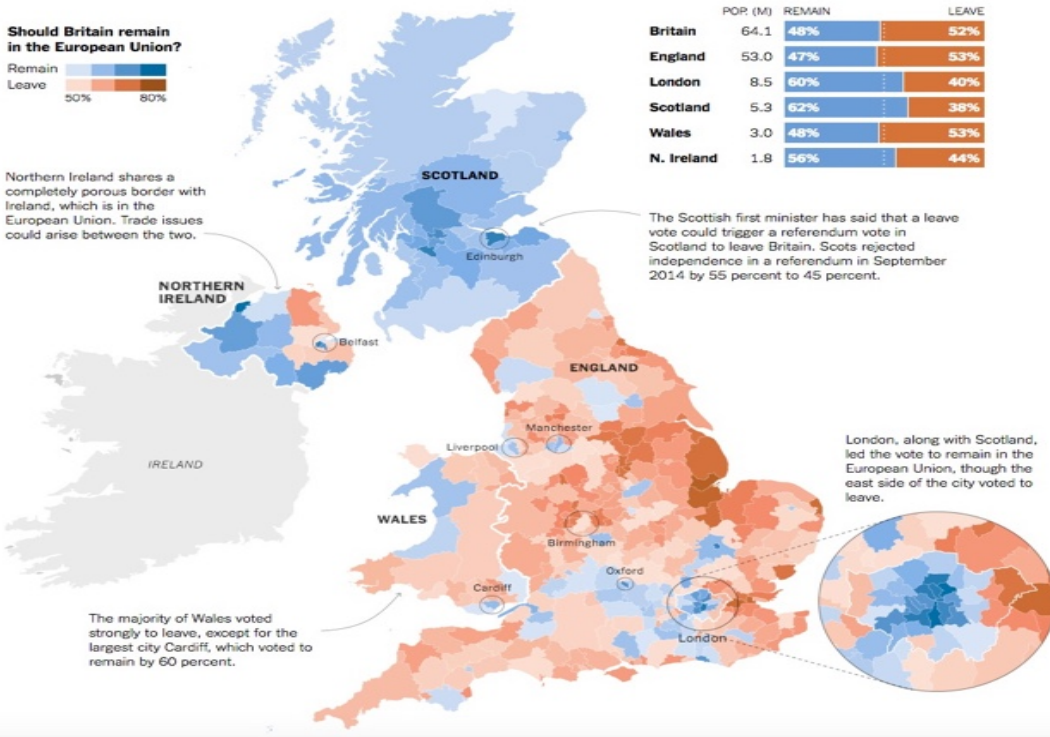 Should Britain remain
in the European Union?
Remain
Leave
50% 80%
POP. (M) REMAIN LEAVE
Britain 64.1 48% 52%
England 53.0 47% 53%
London 8.5 60% 40%
Scotland 5.3 62% 38%
Wales 3.0 48% 53%
N. Ireland 1.8 56% 44%
Northern Ireland shares a
completely porous border with
Ireland, which is in the
European Union. Trade issues
could arise between the two.
SCOTLAND
Edinburgh
The Scottish first minister has said that a leave
vote could trigger a referendum vote in
Scotland to leave Britain. Scots rejected
independence in a referendum in September
2014 by 55 percent to 45 percent.
NORTHERN
IRELAND
Belfast
ENGLAND
Manchester
Liverpool
IRELAND
WALES
Birmingham
Oxford
Cardiff
London
London, along with Scotland,
led the vote to remain in the
European Union, though the
east side of the city voted to
leave.
The majority of Wales voted
strongly to leave, except for the
largest city Cardiff, which voted to
remain by 60 percent.